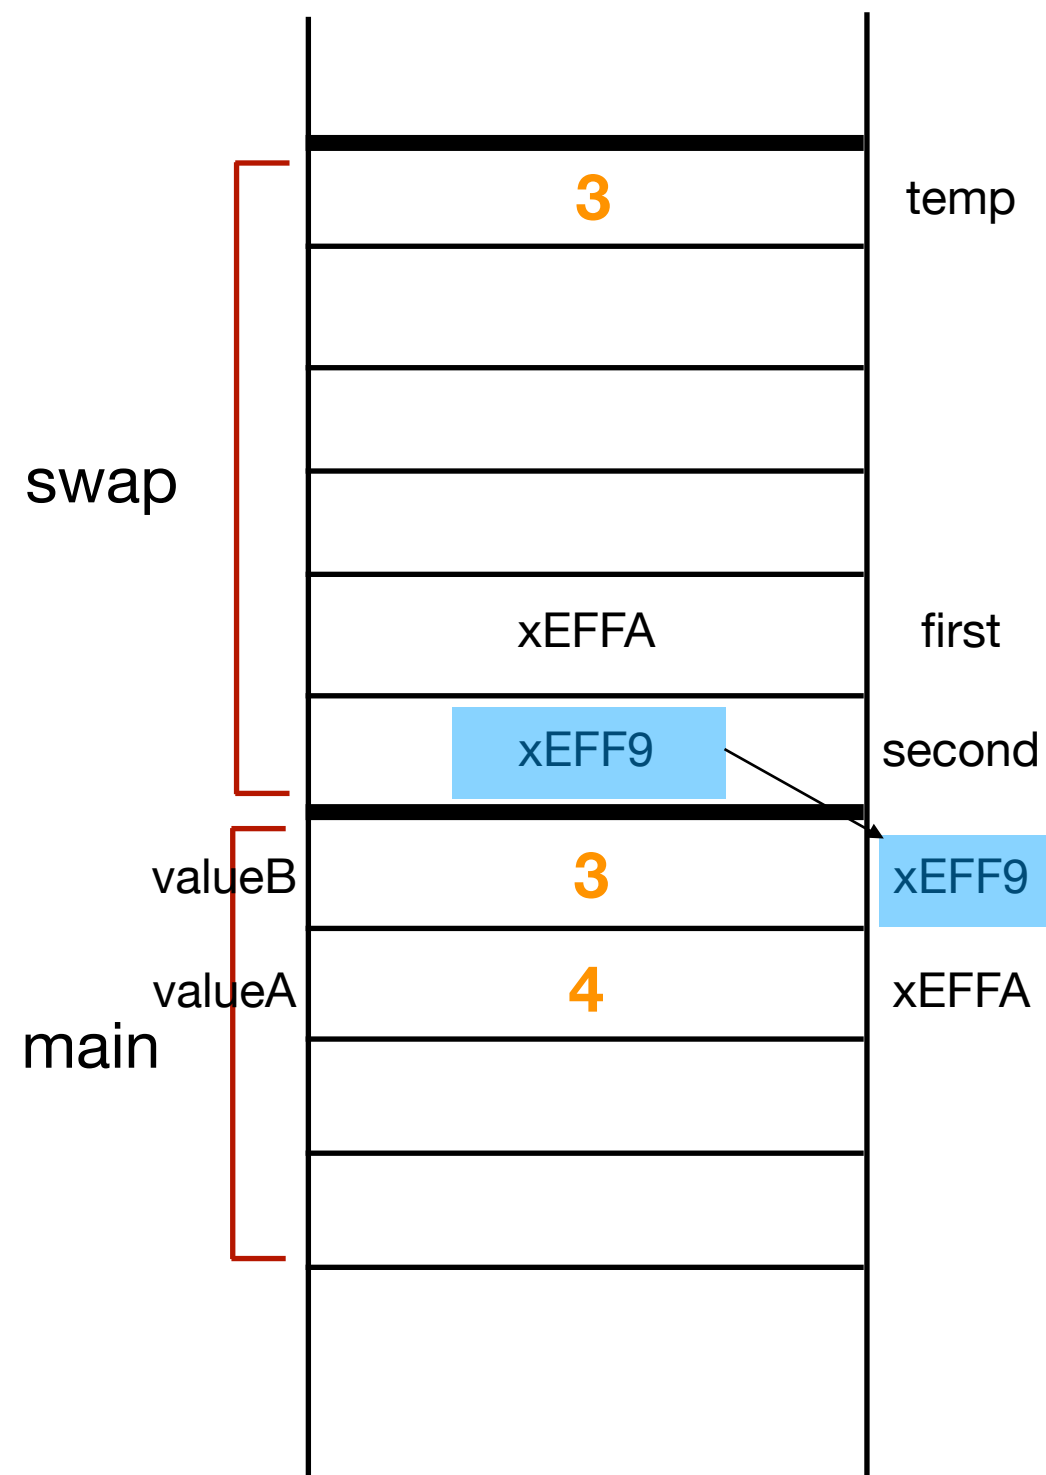 3 temp
swap
xEFFA first
xEFF9 second
valueB 3 xEFF9
valueA 4 xEFFA
main